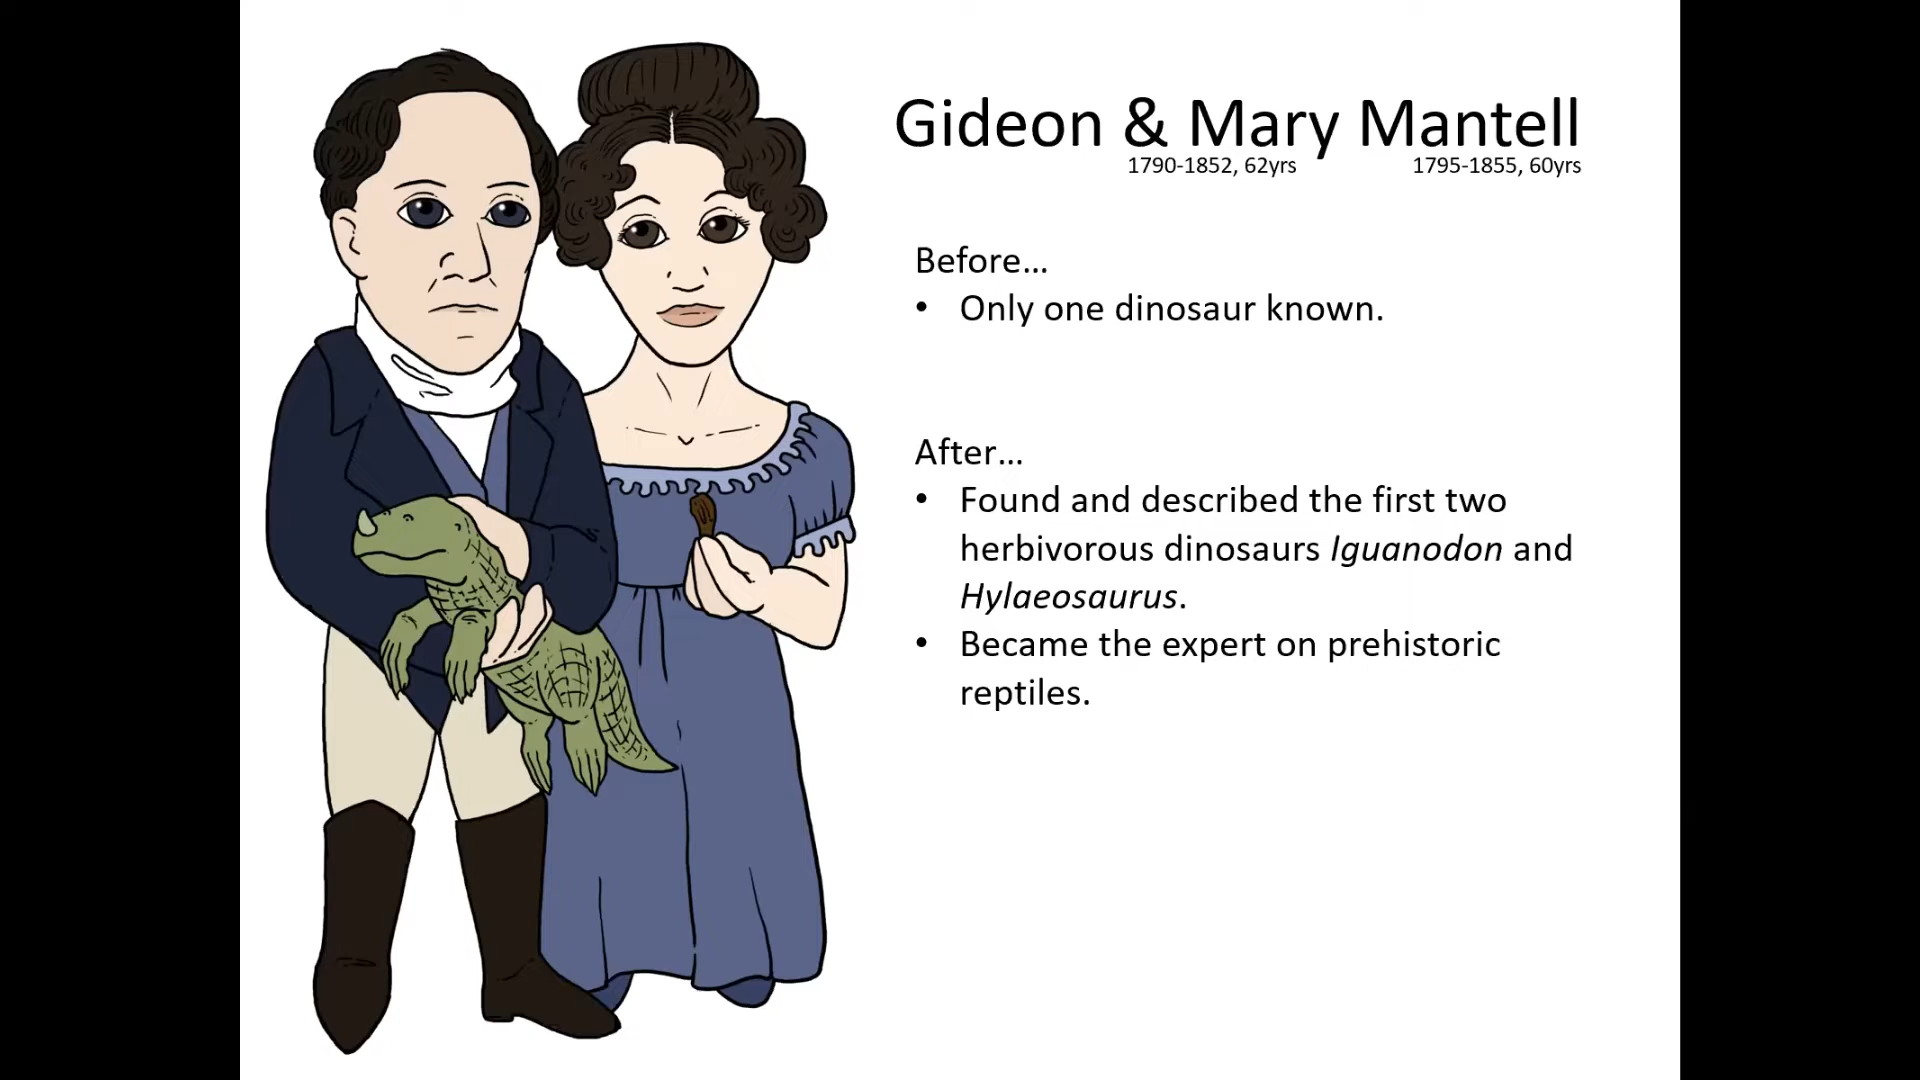 Gideon & Mary Mantell
1790-1852, 62yrs 1795-1855, 60yrs
Before...
• Only one dinosaur known.
After...
• Found and described the first two
herbivorous dinosaurs Iguanodon and
Hylaeosaurus.
• Became the expert on prehistoric
reptiles.